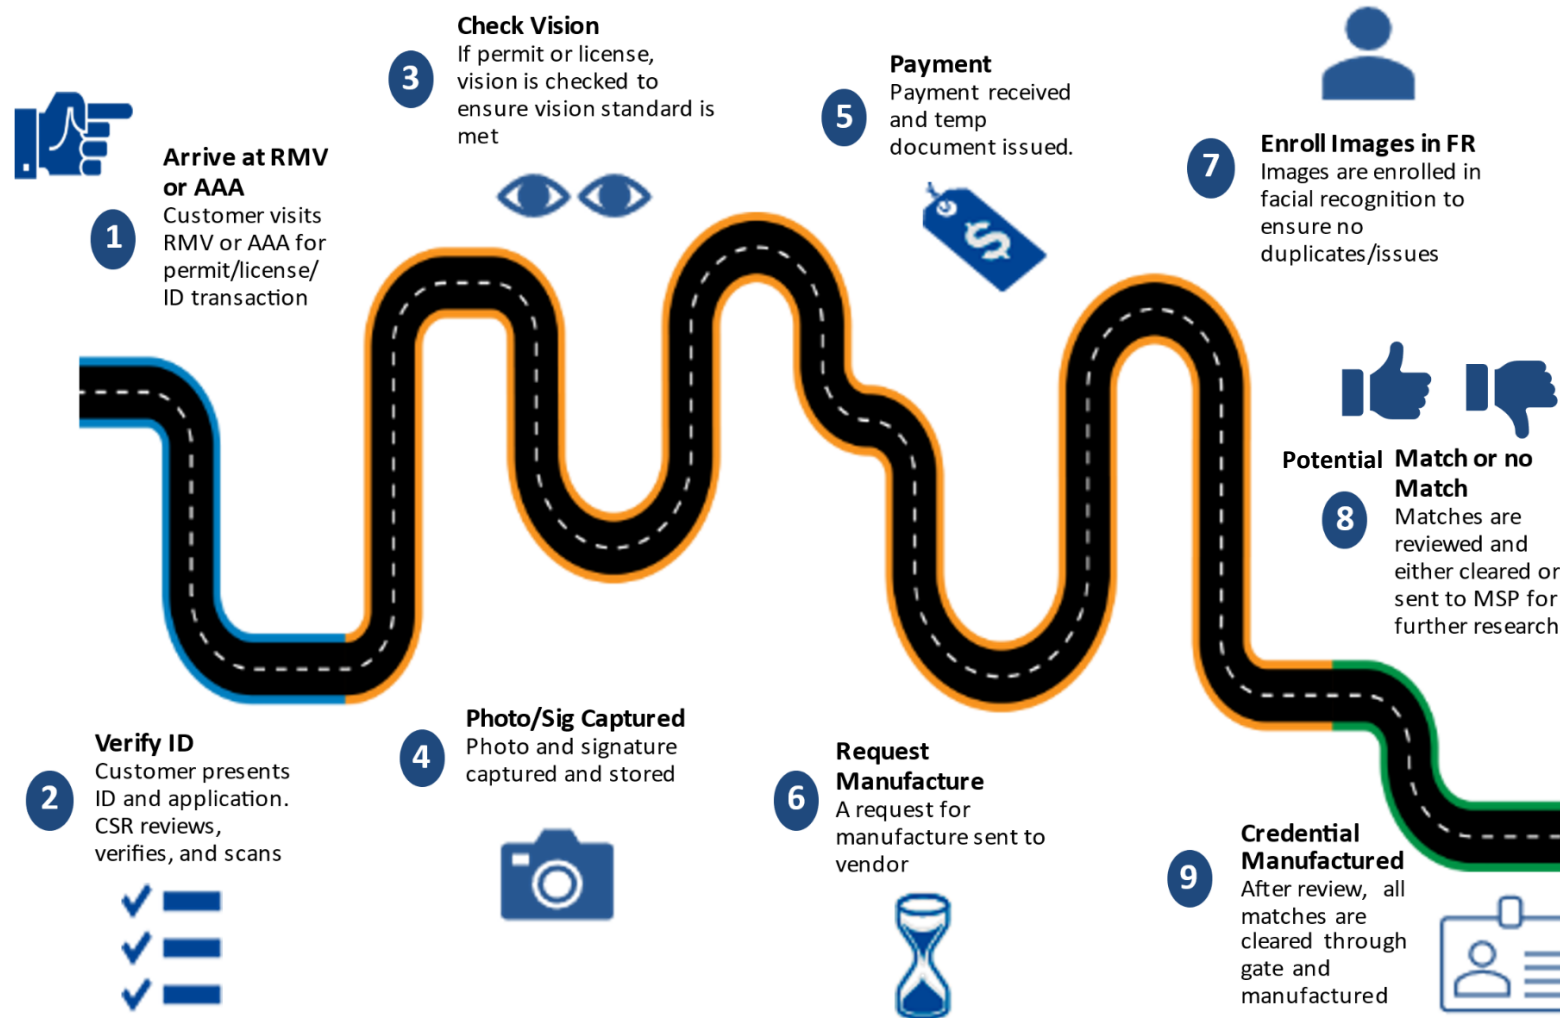 1
Arrive at RMV
or AAA
Customer visits
RMV or AAA for
permit/license/
ID transaction
2
Verify ID
Customer presents
ID and application.
CSR reviews,
verifies, and scans
3
Check Vision
If permit or license,
vision is checked to
ensure vision standard is
met
4
Photo/Sig Captured
Photo and signature
captured and stored
5
Payment
Payment received
and temp
document issued.
$
6
Request
Manufacture
A request for
manufacture sent to
vendor
7
Enroll Images in FR
Images are enrolled in
facial recognition to
ensure no
duplicates/issues
8
Potential Match or no
Match
Matches are
reviewed and
either cleared or
sent to MSP for
further research
9
Credential
Manufactured
After review, all
matches are
cleared through
gate and
manufactured